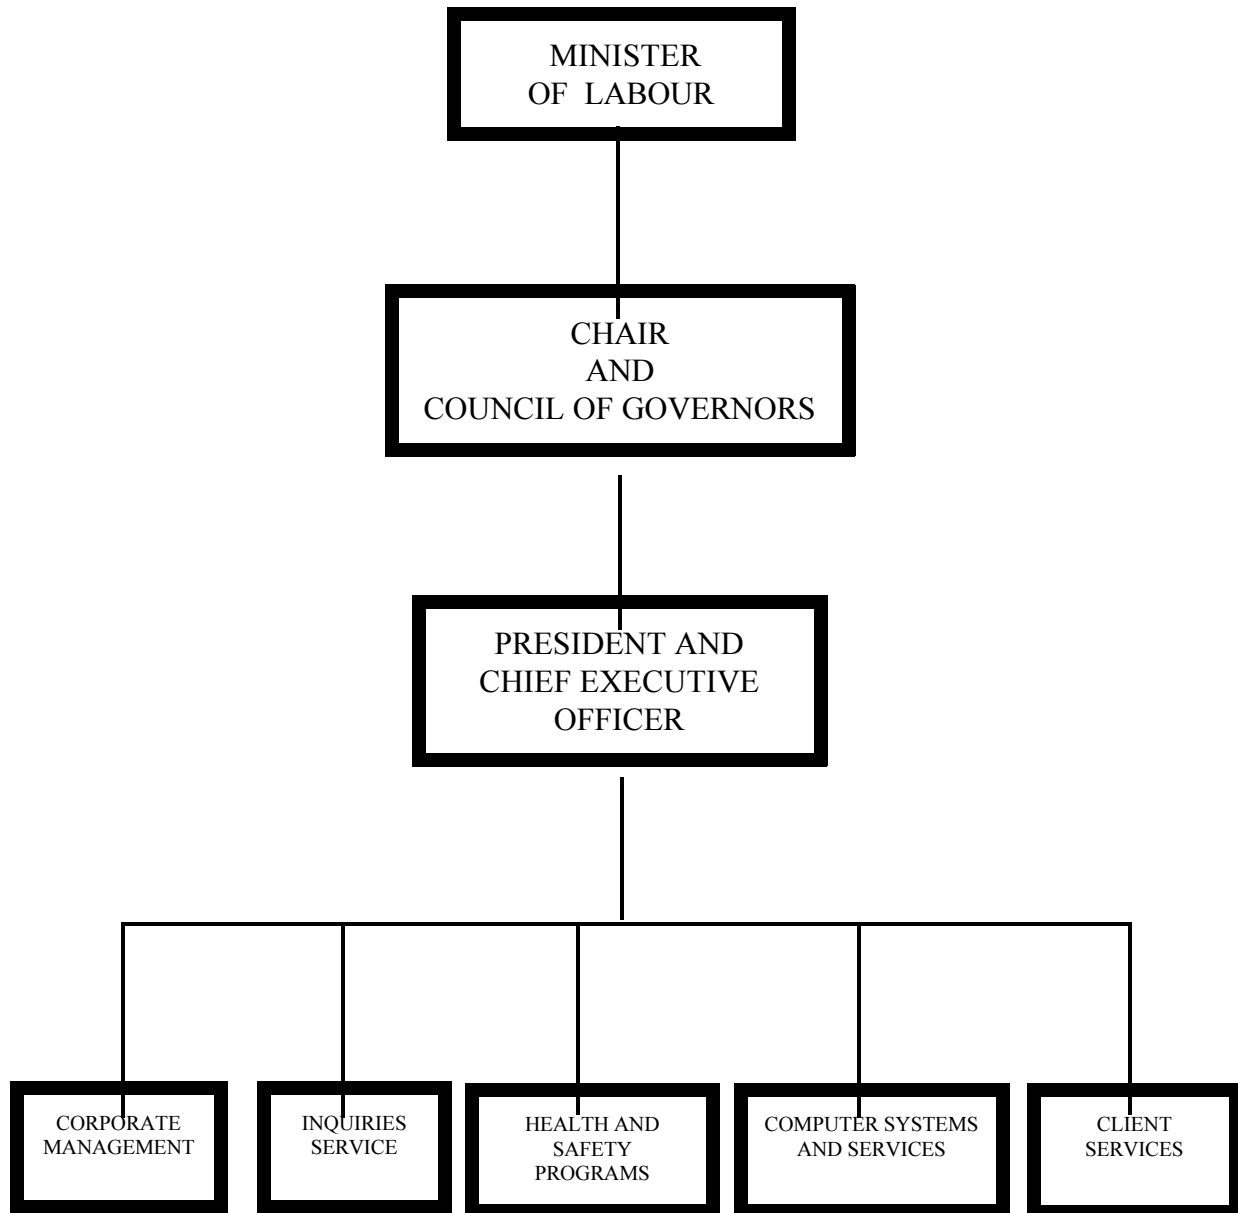 MINISTER
OF LABOUR
CHAIR
AND
COUNCIL OF GOVERNORS
PRESIDENT AND
CHIEF EXECUTIVE
OFFICER
CORPORATE
MANAGEMENT
INQUIRIES
SERVICE
HEALTH AND
SAFETY
PROGRAMS
COMPUTER SYSTEMS
AND SERVICES
CLIENT
SERVICES